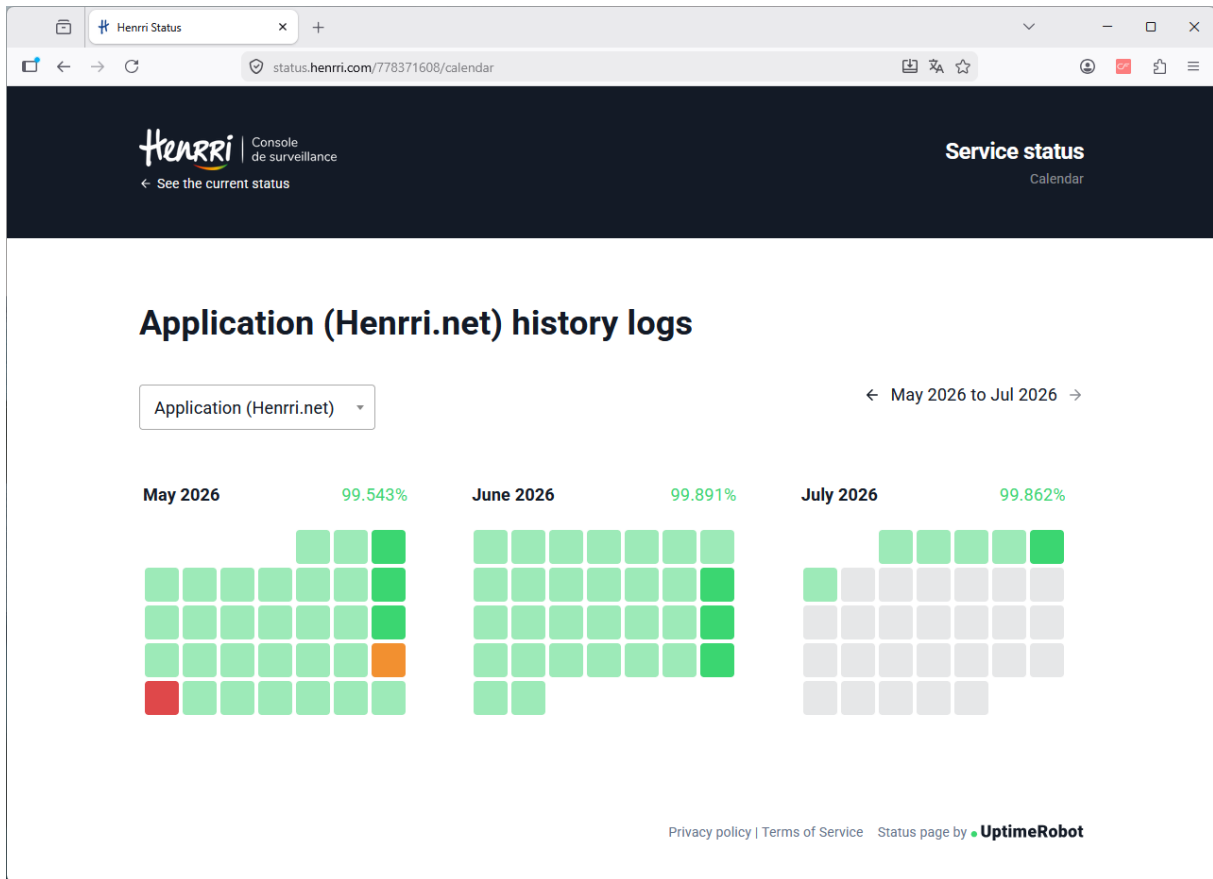 Henrri Status
status.henrri.com/778371608/calendar
Henrri
Console
de surveillance
← See the current status
Service status
Calendar
Application (Henrri.net) history logs
Application (Henrri.net)
← May 2026 to Jul 2026 →
May 2026 99.543%
June 2026 99.891%
July 2026 99.862%
Privacy policy | Terms of Service Status page by UptimeRobot